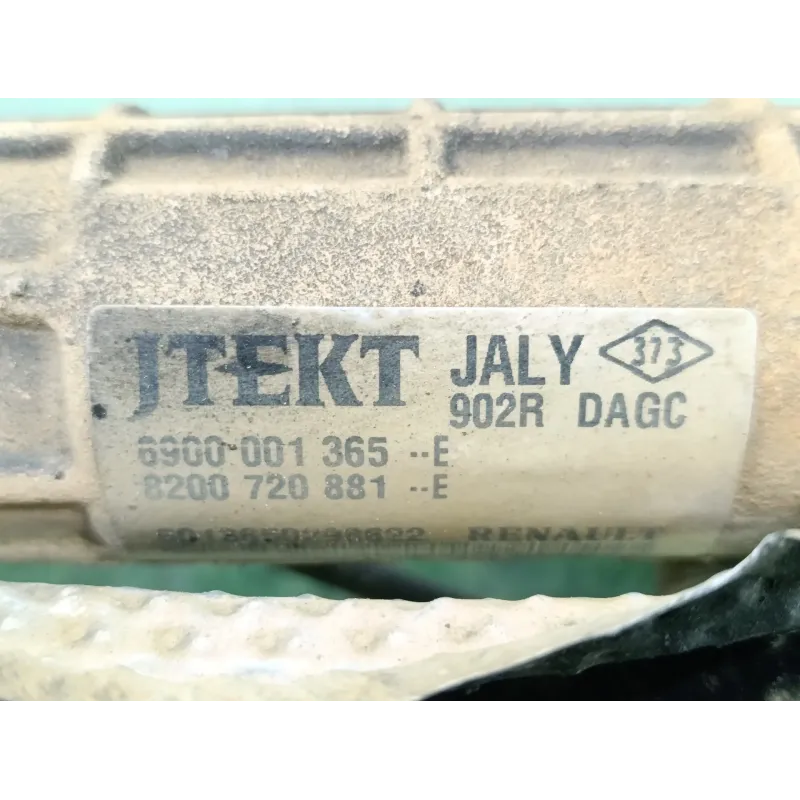 JTEKT JALY 373
902R DAGC
6900 001 365 --E
8200 720 881 --E
RENAULT